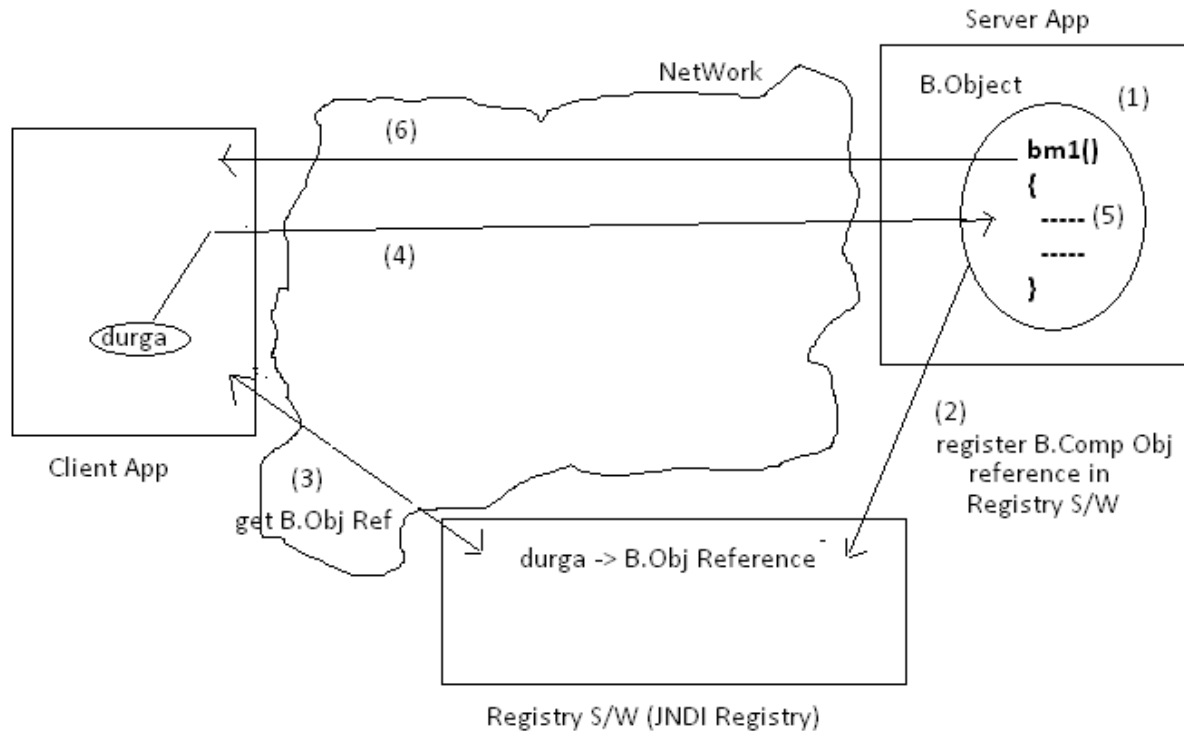 Server App
NetWork
B.Object
(1)
(6)
bm1()
{
----- (5)
-----
}
(4)
durga
Client App
(3)
get B.Obj Ref
(2)
register B.Comp Obj
reference in
Registry S/W
durga -> B.Obj Reference
Registry S/W (JNDI Registry)